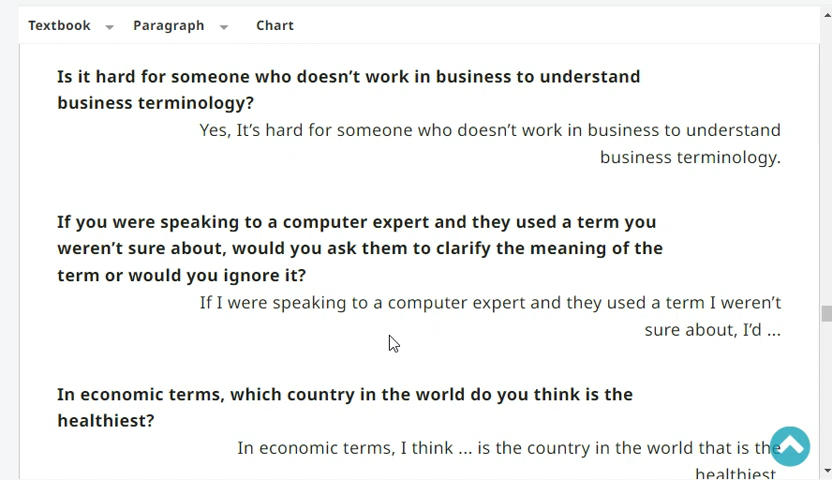 Textbook Paragraph Chart
Is it hard for someone who doesn't work in business to understand
business terminology?
Yes, It's hard for someone who doesn't work in business to understand
business terminology.
If you were speaking to a computer expert and they used a term you
weren't sure about, would you ask them to clarify the meaning of the
term or would you ignore it?
If I were speaking to a computer expert and they used a term I weren't
sure about, I'd ...
In economic terms, which country in the world do you think is the
healthiest?
In economic terms, I think ... is the country in the world that is the
healthiest.